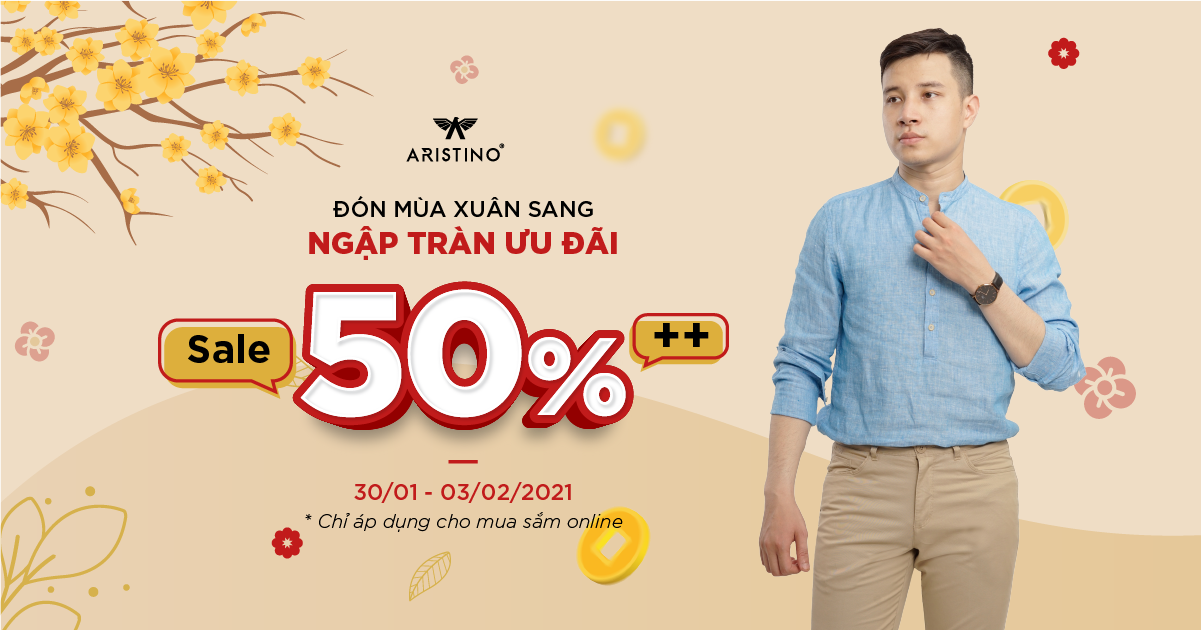 ARISTINO®
ĐÓN MÙA XUÂN SANG
NGẬP TRÀN ƯU ĐÃI
Sale 50% ++
30/01 - 03/02/2021
* Chỉ áp dụng cho mua sắm online